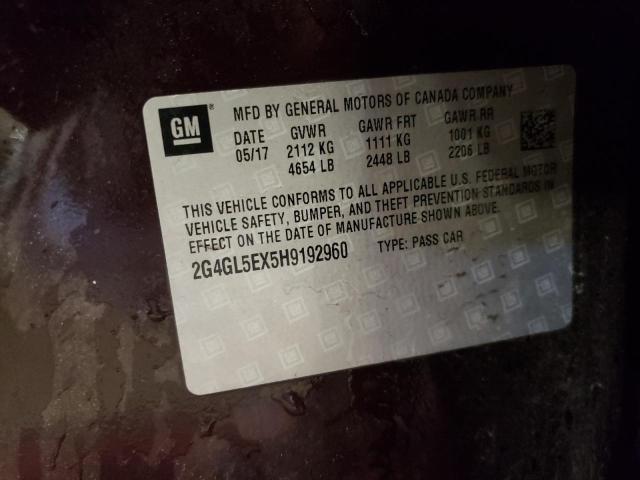 GM
MFD BY GENERAL MOTORS OF CANADA COMPANY
DATE GVWR GAWR FRT GAWR RR
05/17 2112 KG 1111 KG 1001 KG
4654 LB 2448 LB 2206 LB
THIS VEHICLE CONFORMS TO ALL APPLICABLE U.S. FEDERAL MOTOR
VEHICLE SAFETY, BUMPER, AND THEFT PREVENTION STANDARDS IN
EFFECT ON THE DATE OF MANUFACTURE SHOWN ABOVE.
2G4GL5EX5H9192960 TYPE: PASS CAR